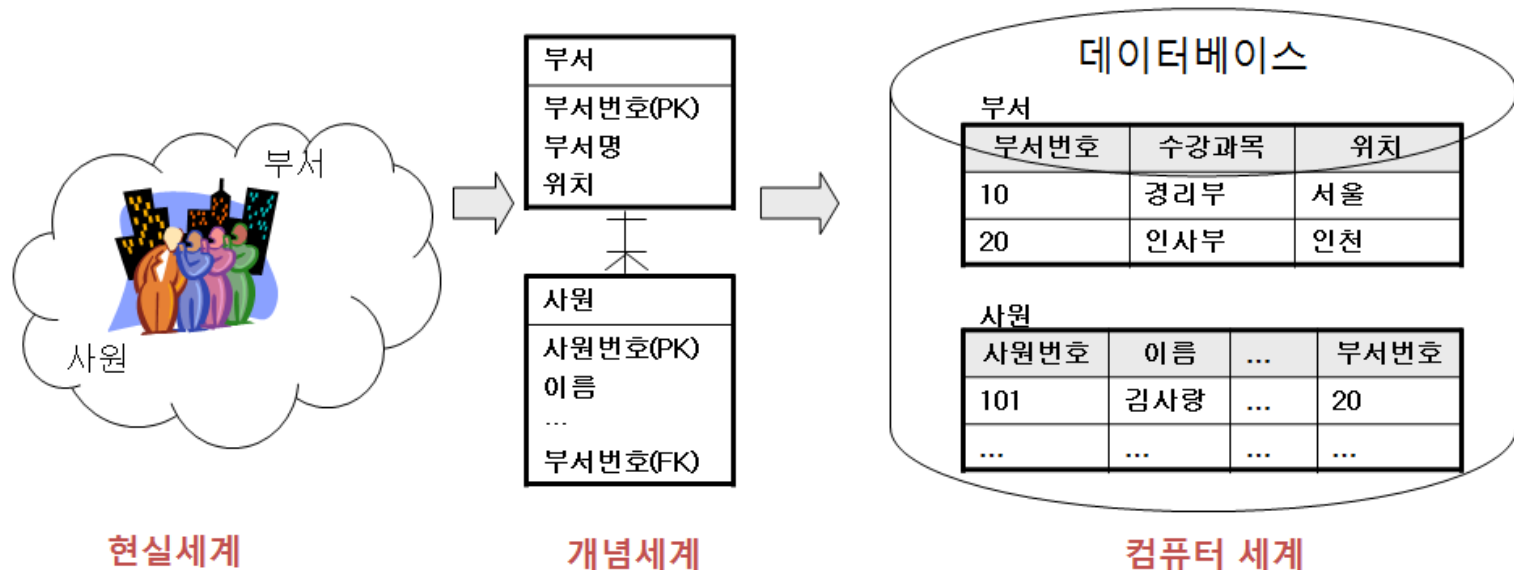 부서
사원
현실세계
부서
부서번호(PK)
부서명
위치
사원
사원번호(PK)
이름
...
부서번호(FK)
개념세계
데이터베이스
부서
부서번호 수강과목 위치
10 경리부 서울
20 인사부 인천
사원
사원번호 이름 ... 부서번호
101 김사랑 ... 20
... ... ... ...
컴퓨터 세계